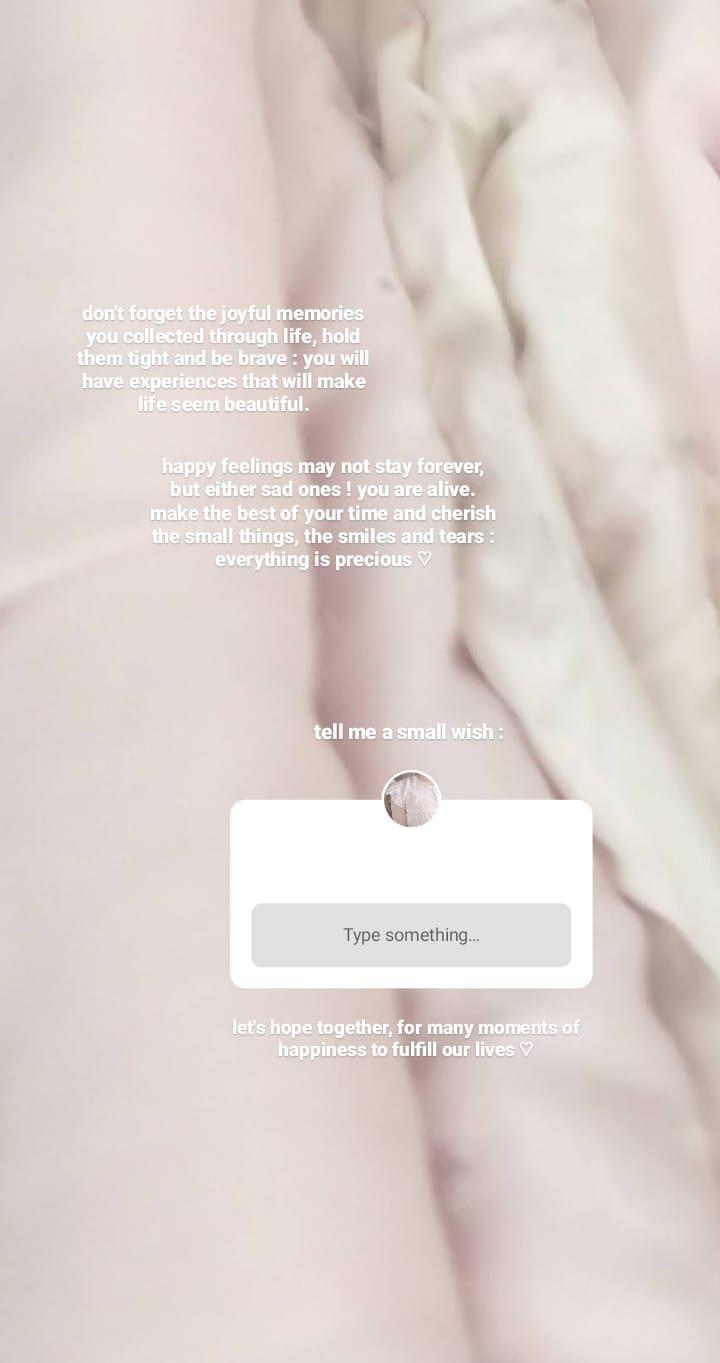 don't forget the joyful memories
you collected through life, hold
them tight and be brave : you will
have experiences that will make
life seem beautiful.
happy feelings may not stay forever,
but either sad ones ! you are alive.
make the best of your time and cherish
the small things, the smiles and tears :
everything is precious ♡
tell me a small wish :
Type something...
let's hope together, for many moments of
happiness to fulfill our lives ♡